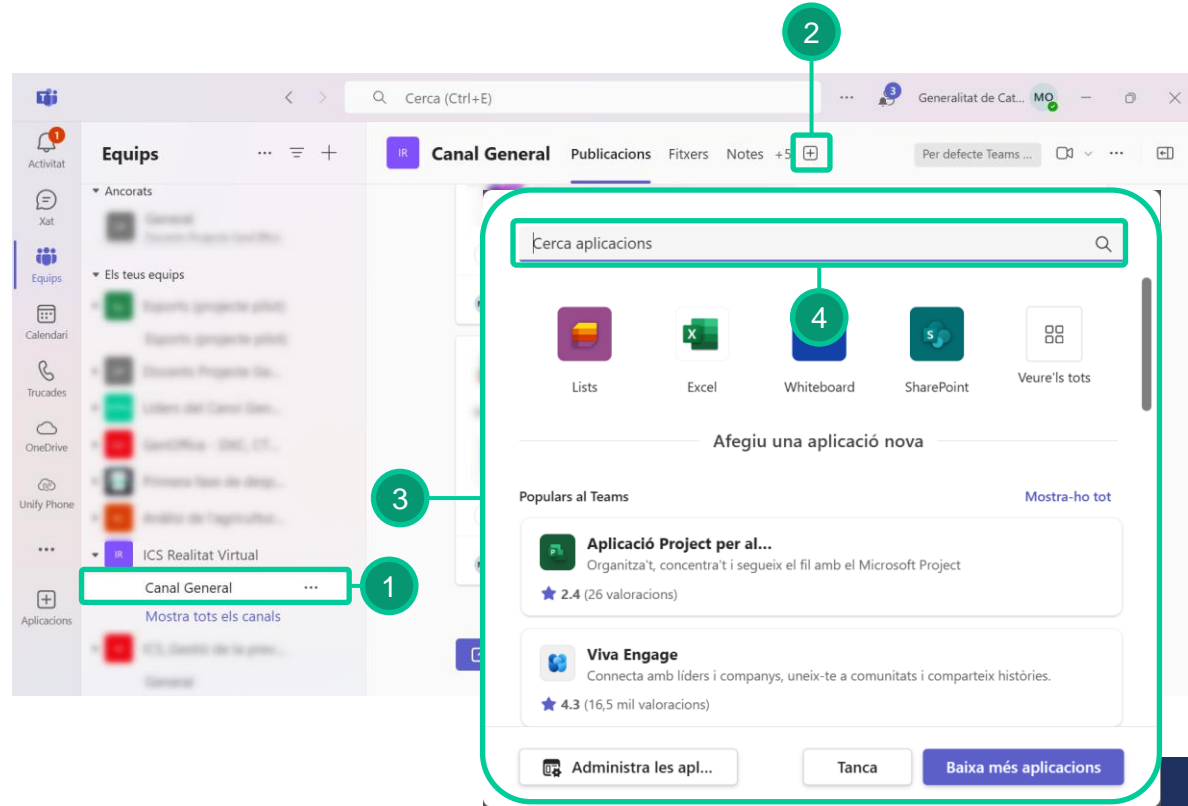 2
Cerca (Ctrl+E)
...
3
Generalitat de Cat...
MO
1
Activitat
Xat
Equips
Calendari
Trucades
OneDrive
Unify Phone
...
Aplicacions
Equips
...
Ancorats
Els teus equips
IR
ICS Realitat Virtual
Canal General
...
1
Mostra tots els canals
IR
Canal General
Publicacions
Fitxers
Notes
+5
Per defecte Teams ...
...
Cerca aplicacions
4
Lists
Excel
Whiteboard
SharePoint
Veure'ls tots
Afegiu una aplicació nova
3
Populars al Teams
Mostra-ho tot
Aplicació Project per al...
Organitza't, concentra't i segueix el fil amb el Microsoft Project
2.4 (26 valoracions)
Viva Engage
Connecta amb líders i companys, uneix-te a comunitats i comparteix històries.
4.3 (16,5 mil valoracions)
Administra les apl...
Tanca
Baixa més aplicacions